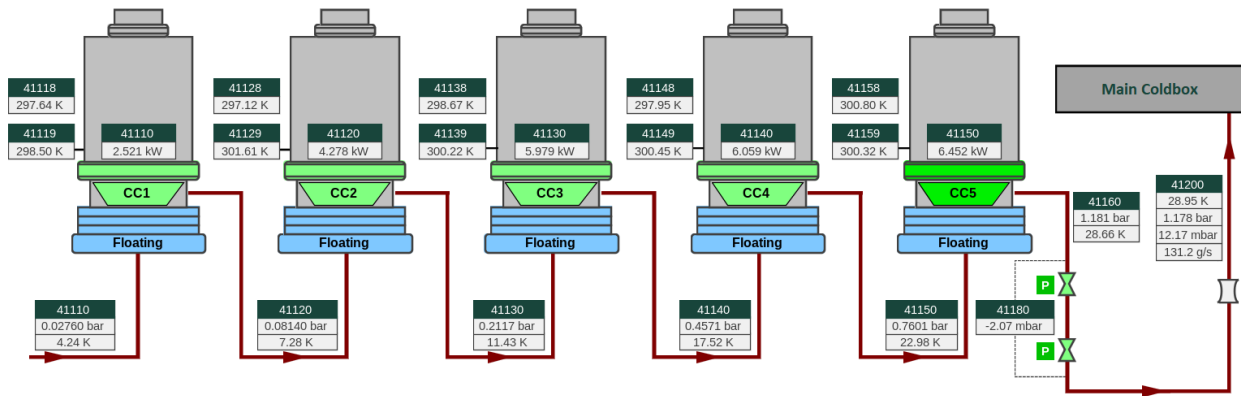 41118
297.64 K
41119
298.50 K
41110
2.521 kW
CC1
Floating
41110
0.02760 bar
4.24 K
41128
297.12 K
41129
301.61 K
41120
4.278 kW
CC2
Floating
41120
0.08140 bar
7.28 K
41138
298.67 K
41139
300.22 K
41130
5.979 kW
CC3
Floating
41130
0.2117 bar
11.43 K
41148
297.95 K
41149
300.45 K
41140
6.059 kW
CC4
Floating
41140
0.4571 bar
17.52 K
41158
300.80 K
41159
300.32 K
41150
6.452 kW
CC5
Floating
41150
0.7601 bar
22.98 K
41160
1.181 bar
28.66 K
P
41180
-2.07 mbar
P
Main Coldbox
41200
28.95 K
1.178 bar
12.17 mbar
131.2 g/s